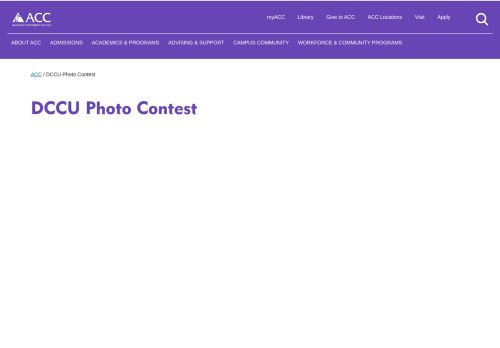 ACC
myACC Library Give to ACC ACC Locations Visit Apply
ABOUT ACC ADMISSIONS ACADEMICS & PROGRAMS ADVISING & SUPPORT CAMPUS COMMUNITY WORKFORCE & COMMUNITY PROGRAMS
ACC / DCCU Photo Contest
DCCU Photo Contest